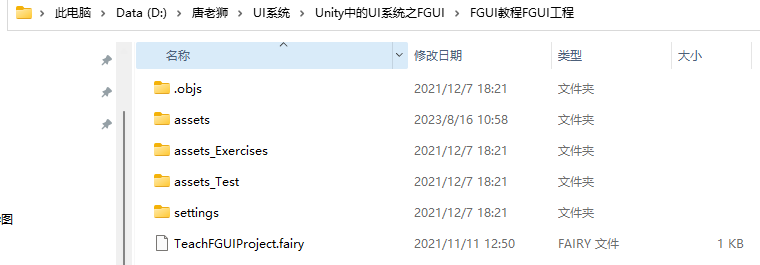 此电脑 > Data (D:) > 唐老狮 > UI系统 > Unity中的UI系统之FGUI > FGUI教程FGUI工程
名称 修改日期 类型 大小
.objs 2021/12/7 18:21 文件夹
assets 2023/8/16 10:58 文件夹
assets_Exercises 2021/12/7 18:21 文件夹
assets_Test 2021/12/7 18:21 文件夹
settings 2021/12/7 18:21 文件夹
图
TeachFGUIProject.fairy 2021/11/11 12:50 FAIRY 文件 1 KB